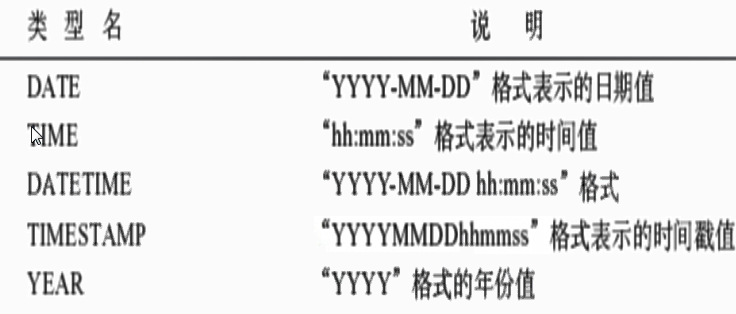 类 型 名 说 明
DATE “YYYY-MM-DD”格式表示的日期值
TIME “hh:mm:ss”格式表示的时间值
DATETIME “YYYY-MM-DD hh:mm:ss”格式
TIMESTAMP “YYYYMMDDhhmmss”格式表示的时间戳值
YEAR “YYYY”格式的年份值